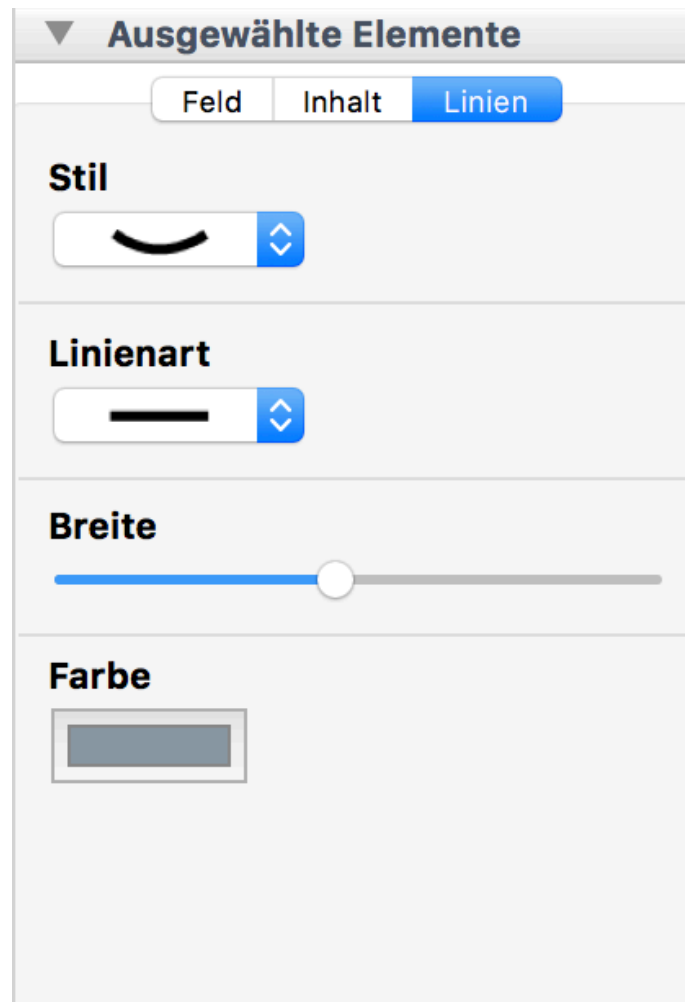 Ausgewählte Elemente
Feld Inhalt Linien
Stil
Linienart
Breite
Farbe